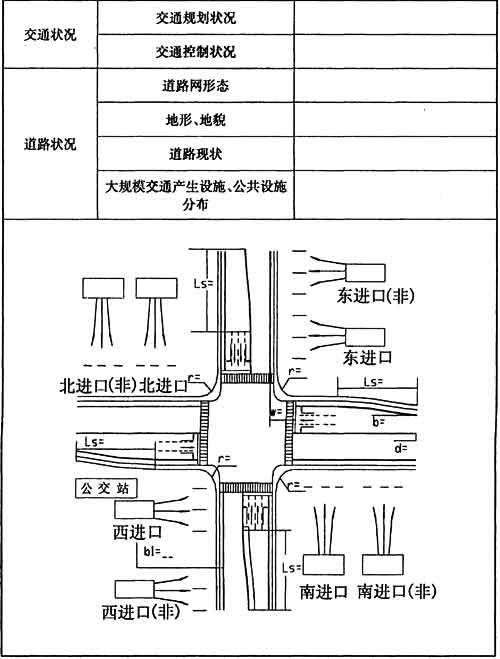 交通状况
交通规划状况
交通控制状况
道路状况
道路网形态
地形、地貌
道路现状
大规模交通产生设施、公共设施
分布
Ls=
东进口(非)
东进口
北进口(非) 北进口
r=
r=
Ls=
b=
d=
Ls=
r=
r=
公交站
西进口
bl=_ _
西进口(非)
Ls=
南进口 南进口(非)